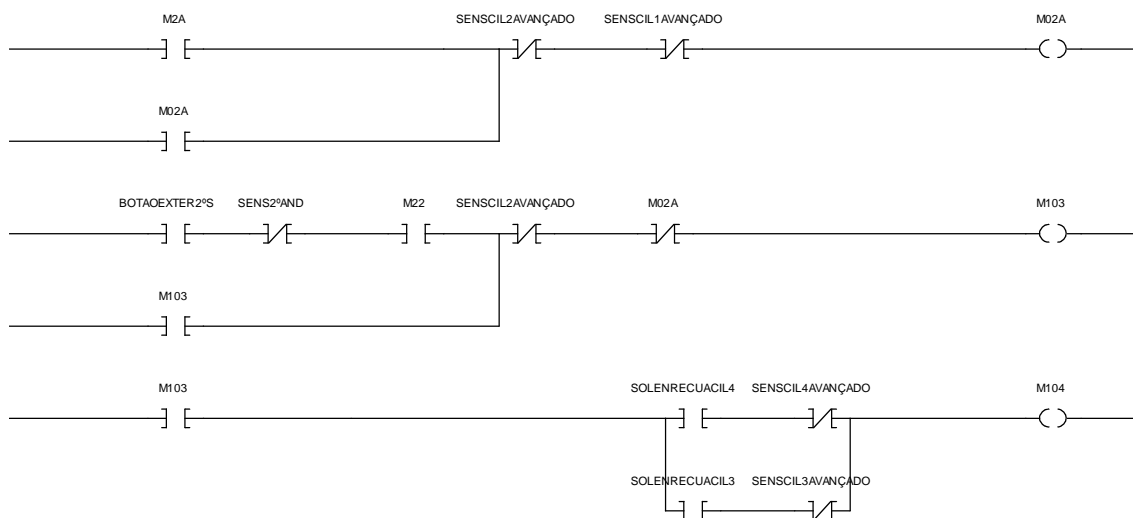 M2A SENSCIL2AVANÇADO SENSCIL1AVANÇADO M02A
M02A
BOTAOEXTER2ºS SENS2ºAND M22 SENSCIL2AVANÇADO M02A M103
M103
M103 SOLENRECUACIL4 SENSCIL4AVANÇADO M104
SOLENRECUACIL3 SENSCIL3AVANÇADO